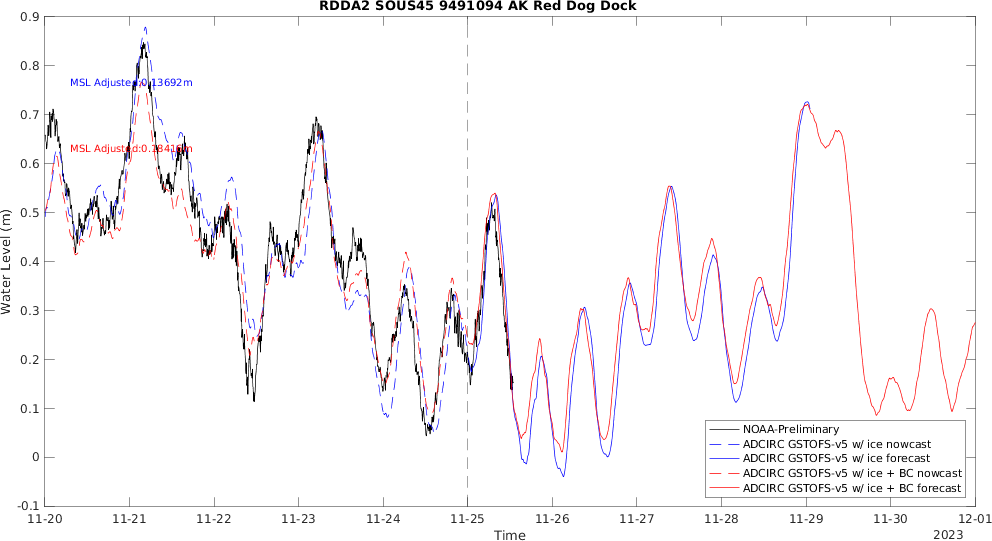 RDDA2 SOUS45 9491094 AK Red Dog Dock
0.9
0.8
0.7
0.6
0.5
0.4
0.3
0.2
0.1
0
-0.1
Water Level (m)
MSL Adjusted:0.13692m
MSL Adjusted:0.1841
NOAA-Preliminary
ADCIRC GSTOFS-v5 w/ ice nowcast
ADCIRC GSTOFS-v5 w/ ice forecast
ADCIRC GSTOFS-v5 w/ ice + BC nowcast
ADCIRC GSTOFS-v5 w/ ice + BC forecast
11-20 11-21 11-22 11-23 11-24 11-25 11-26 11-27 11-28 11-29 11-30 12-01
Time
2023